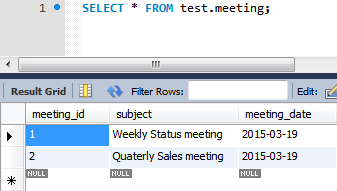 1 SELECT * FROM test.meeting;
Result Grid Filter Rows: Edit:
meeting_id subject meeting_date
1 Weekly Status meeting 2015-03-19
2 Quaterly Sales meeting 2015-03-19
NULL NULL NULL